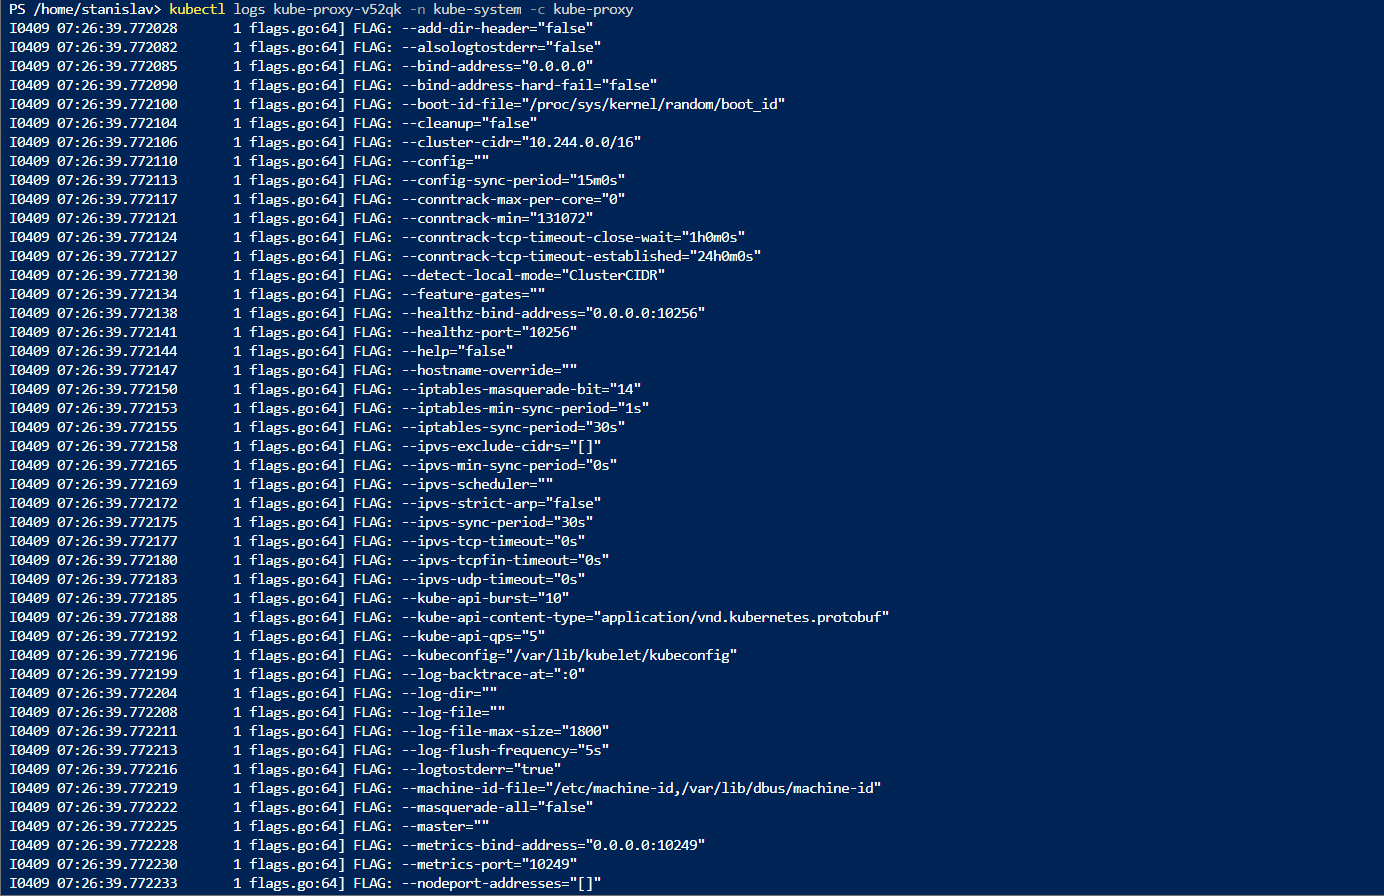 PS /home/stanislav> kubectl logs kube-proxy-v52qk -n kube-system -c kube-proxy
I0409 07:26:39.772028       1 flags.go:64] FLAG: --add-dir-header="false"
I0409 07:26:39.772082       1 flags.go:64] FLAG: --alsologtostderr="false"
I0409 07:26:39.772085       1 flags.go:64] FLAG: --bind-address="0.0.0.0"
I0409 07:26:39.772090       1 flags.go:64] FLAG: --bind-address-hard-fail="false"
I0409 07:26:39.772100       1 flags.go:64] FLAG: --boot-id-file="/proc/sys/kernel/random/boot_id"
I0409 07:26:39.772104       1 flags.go:64] FLAG: --cleanup="false"
I0409 07:26:39.772106       1 flags.go:64] FLAG: --cluster-cidr="10.244.0.0/16"
I0409 07:26:39.772110       1 flags.go:64] FLAG: --config=""
I0409 07:26:39.772113       1 flags.go:64] FLAG: --config-sync-period="15m0s"
I0409 07:26:39.772117       1 flags.go:64] FLAG: --conntrack-max-per-core="0"
I0409 07:26:39.772121       1 flags.go:64] FLAG: --conntrack-min="131072"
I0409 07:26:39.772124       1 flags.go:64] FLAG: --conntrack-tcp-timeout-close-wait="1h0m0s"
I0409 07:26:39.772127       1 flags.go:64] FLAG: --conntrack-tcp-timeout-established="24h0m0s"
I0409 07:26:39.772130       1 flags.go:64] FLAG: --detect-local-mode="ClusterCIDR"
I0409 07:26:39.772134       1 flags.go:64] FLAG: --feature-gates=""
I0409 07:26:39.772138       1 flags.go:64] FLAG: --healthz-bind-address="0.0.0.0:10256"
I0409 07:26:39.772141       1 flags.go:64] FLAG: --healthz-port="10256"
I0409 07:26:39.772144       1 flags.go:64] FLAG: --help="false"
I0409 07:26:39.772147       1 flags.go:64] FLAG: --hostname-override=""
I0409 07:26:39.772150       1 flags.go:64] FLAG: --iptables-masquerade-bit="14"
I0409 07:26:39.772153       1 flags.go:64] FLAG: --iptables-min-sync-period="1s"
I0409 07:26:39.772155       1 flags.go:64] FLAG: --iptables-sync-period="30s"
I0409 07:26:39.772158       1 flags.go:64] FLAG: --ipvs-exclude-cidrs="[]"
I0409 07:26:39.772165       1 flags.go:64] FLAG: --ipvs-min-sync-period="0s"
I0409 07:26:39.772169       1 flags.go:64] FLAG: --ipvs-scheduler=""
I0409 07:26:39.772172       1 flags.go:64] FLAG: --ipvs-strict-arp="false"
I0409 07:26:39.772175       1 flags.go:64] FLAG: --ipvs-sync-period="30s"
I0409 07:26:39.772177       1 flags.go:64] FLAG: --ipvs-tcp-timeout="0s"
I0409 07:26:39.772180       1 flags.go:64] FLAG: --ipvs-tcpfin-timeout="0s"
I0409 07:26:39.772183       1 flags.go:64] FLAG: --ipvs-udp-timeout="0s"
I0409 07:26:39.772185       1 flags.go:64] FLAG: --kube-api-burst="10"
I0409 07:26:39.772188       1 flags.go:64] FLAG: --kube-api-content-type="application/vnd.kubernetes.protobuf"
I0409 07:26:39.772192       1 flags.go:64] FLAG: --kube-api-qps="5"
I0409 07:26:39.772196       1 flags.go:64] FLAG: --kubeconfig="/var/lib/kubelet/kubeconfig"
I0409 07:26:39.772199       1 flags.go:64] FLAG: --log-backtrace-at=":0"
I0409 07:26:39.772204       1 flags.go:64] FLAG: --log-dir=""
I0409 07:26:39.772208       1 flags.go:64] FLAG: --log-file=""
I0409 07:26:39.772211       1 flags.go:64] FLAG: --log-file-max-size="1800"
I0409 07:26:39.772213       1 flags.go:64] FLAG: --log-flush-frequency="5s"
I0409 07:26:39.772216       1 flags.go:64] FLAG: --logtostderr="true"
I0409 07:26:39.772219       1 flags.go:64] FLAG: --machine-id-file="/etc/machine-id,/var/lib/dbus/machine-id"
I0409 07:26:39.772222       1 flags.go:64] FLAG: --masquerade-all="false"
I0409 07:26:39.772225       1 flags.go:64] FLAG: --master=""
I0409 07:26:39.772228       1 flags.go:64] FLAG: --metrics-bind-address="0.0.0.0:10249"
I0409 07:26:39.772230       1 flags.go:64] FLAG: --metrics-port="10249"
I0409 07:26:39.772233       1 flags.go:64] FLAG: --nodeport-addresses="[]"